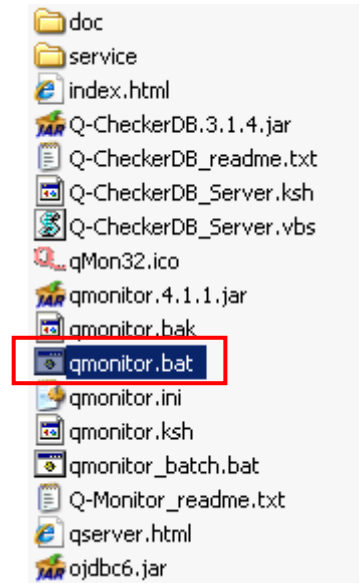 doc
service
index.html
Q-CheckerDB.3.1.4.jar
Q-CheckerDB_readme.txt
Q-CheckerDB_Server.ksh
Q-CheckerDB_Server.vbs
qMon32.ico
qmonitor.4.1.1.jar
qmonitor.bak
qmonitor.bat
qmonitor.ini
qmonitor.ksh
qmonitor_batch.bat
Q-Monitor_readme.txt
qserver.html
ojdbc6.jar